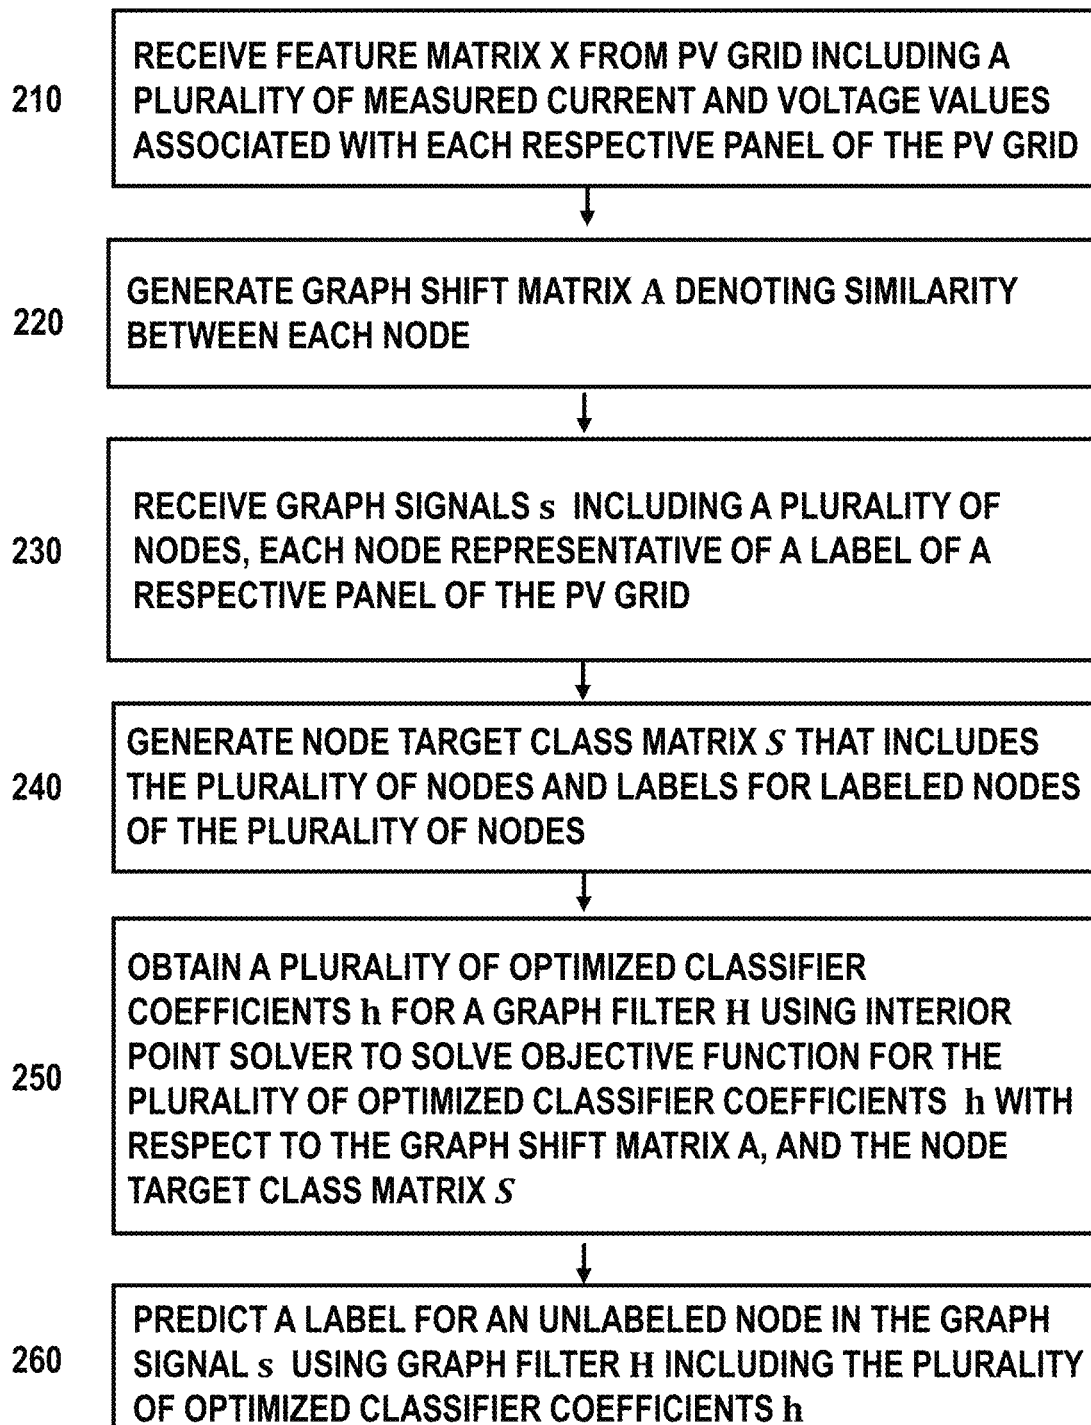 210
RECEIVE FEATURE MATRIX X FROM PV GRID INCLUDING A
PLURALITY OF MEASURED CURRENT AND VOLTAGE VALUES
ASSOCIATED WITH EACH RESPECTIVE PANEL OF THE PV GRID
220
GENERATE GRAPH SHIFT MATRIX A DENOTING SIMILARITY
BETWEEN EACH NODE
230
RECEIVE GRAPH SIGNALS s INCLUDING A PLURALITY OF
NODES, EACH NODE REPRESENTATIVE OF A LABEL OF A
RESPECTIVE PANEL OF THE PV GRID
240
GENERATE NODE TARGET CLASS MATRIX S THAT INCLUDES
THE PLURALITY OF NODES AND LABELS FOR LABELED NODES
OF THE PLURALITY OF NODES
250
OBTAIN A PLURALITY OF OPTIMIZED CLASSIFIER
COEFFICIENTS h FOR A GRAPH FILTER H USING INTERIOR
POINT SOLVER TO SOLVE OBJECTIVE FUNCTION FOR THE
PLURALITY OF OPTIMIZED CLASSIFIER COEFFICIENTS h WITH
RESPECT TO THE GRAPH SHIFT MATRIX A, AND THE NODE
TARGET CLASS MATRIX S
260
PREDICT A LABEL FOR AN UNLABELED NODE IN THE GRAPH
SIGNAL s USING GRAPH FILTER H INCLUDING THE PLURALITY
OF OPTIMIZED CLASSIFIER COEFFICIENTS h